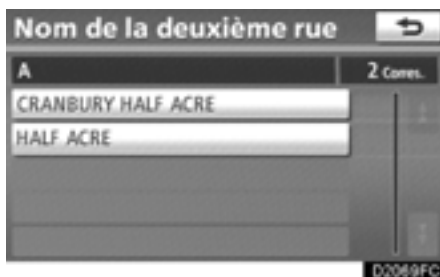 Nom de la deuxième rue
A 2 Corres.
CRANBURY HALF ACRE
HALF ACRE
D2069FC